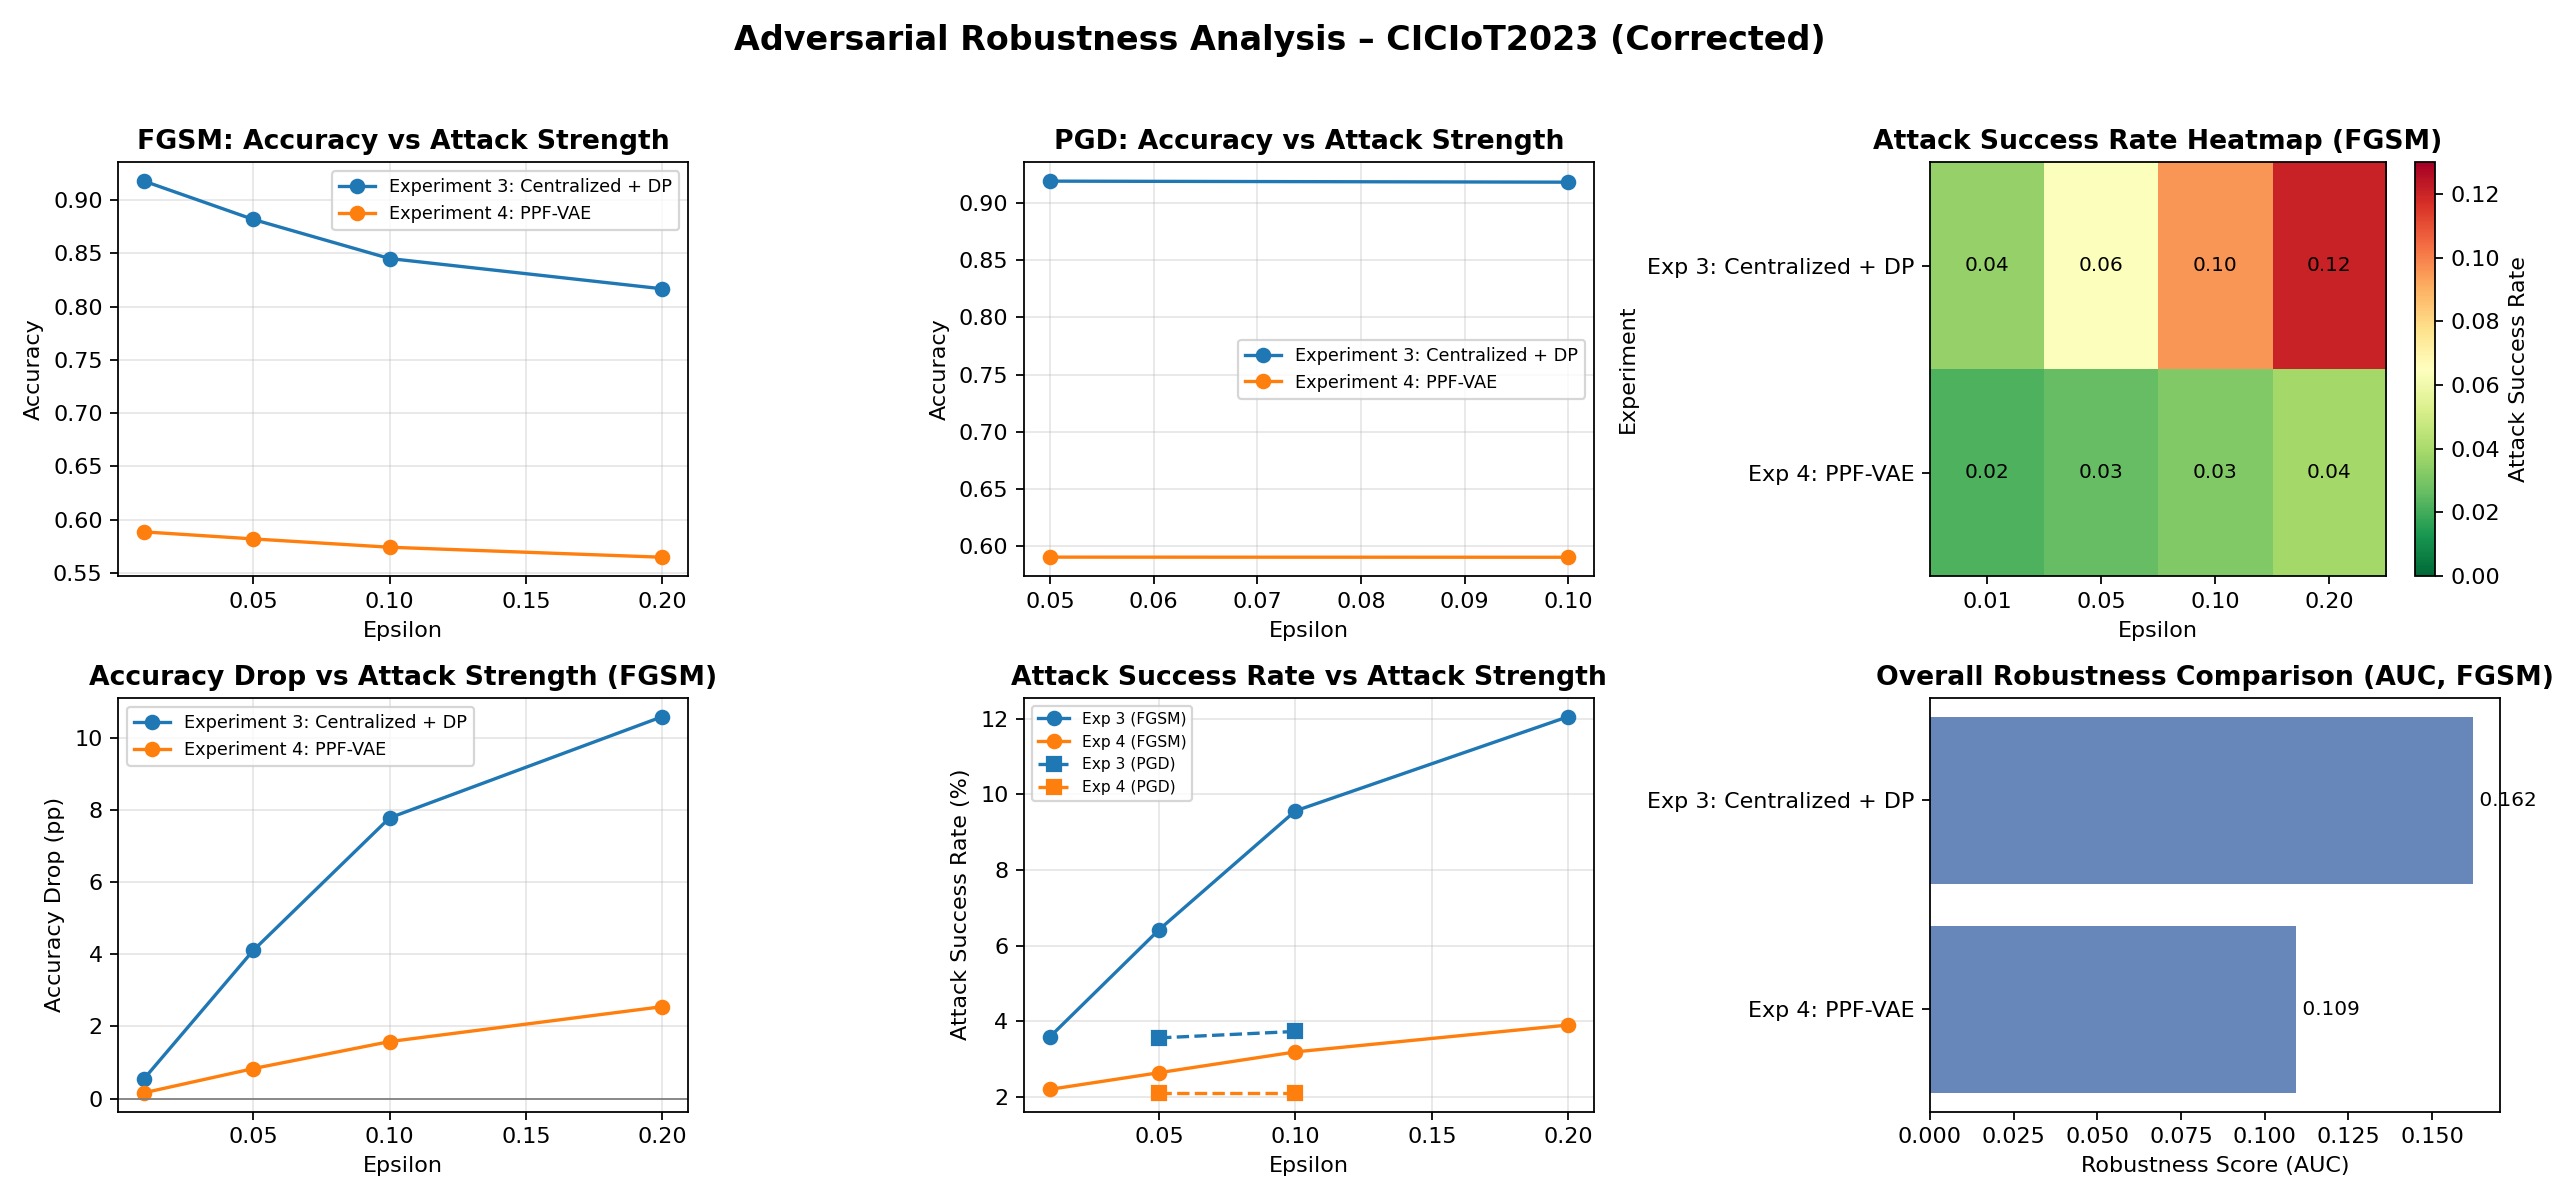 Adversarial Robustness Analysis – CICIoT2023 (Corrected)
FGSM: Accuracy vs Attack Strength
Accuracy
0.90
0.85
0.80
0.75
0.70
0.65
0.60
0.55
Experiment 3: Centralized + DP
Experiment 4: PPF-VAE
0.05 0.10 0.15 0.20
Epsilon
PGD: Accuracy vs Attack Strength
Accuracy
0.90
0.85
0.80
0.75
0.70
0.65
0.60
Experiment 3: Centralized + DP
Experiment 4: PPF-VAE
0.05 0.06 0.07 0.08 0.09 0.10
Epsilon
Attack Success Rate Heatmap (FGSM)
Experiment
Exp 3: Centralized + DP
0.04 0.06 0.10 0.12
Exp 4: PPF-VAE
0.02 0.03 0.03 0.04
0.01 0.05 0.10 0.20
Epsilon
0.12
0.10
0.08
0.06
0.04
0.02
0.00
Attack Success Rate
Accuracy Drop vs Attack Strength (FGSM)
Accuracy Drop (pp)
10
8
6
4
2
0
Experiment 3: Centralized + DP
Experiment 4: PPF-VAE
0.05 0.10 0.15 0.20
Epsilon
Attack Success Rate vs Attack Strength
Attack Success Rate (%)
12
10
8
6
4
2
Exp 3 (FGSM)
Exp 4 (FGSM)
Exp 3 (PGD)
Exp 4 (PGD)
0.05 0.10 0.15 0.20
Epsilon
Overall Robustness Comparison (AUC, FGSM)
Exp 3: Centralized + DP
0.162
Exp 4: PPF-VAE
0.109
0.000 0.025 0.050 0.075 0.100 0.125 0.150
Robustness Score (AUC)